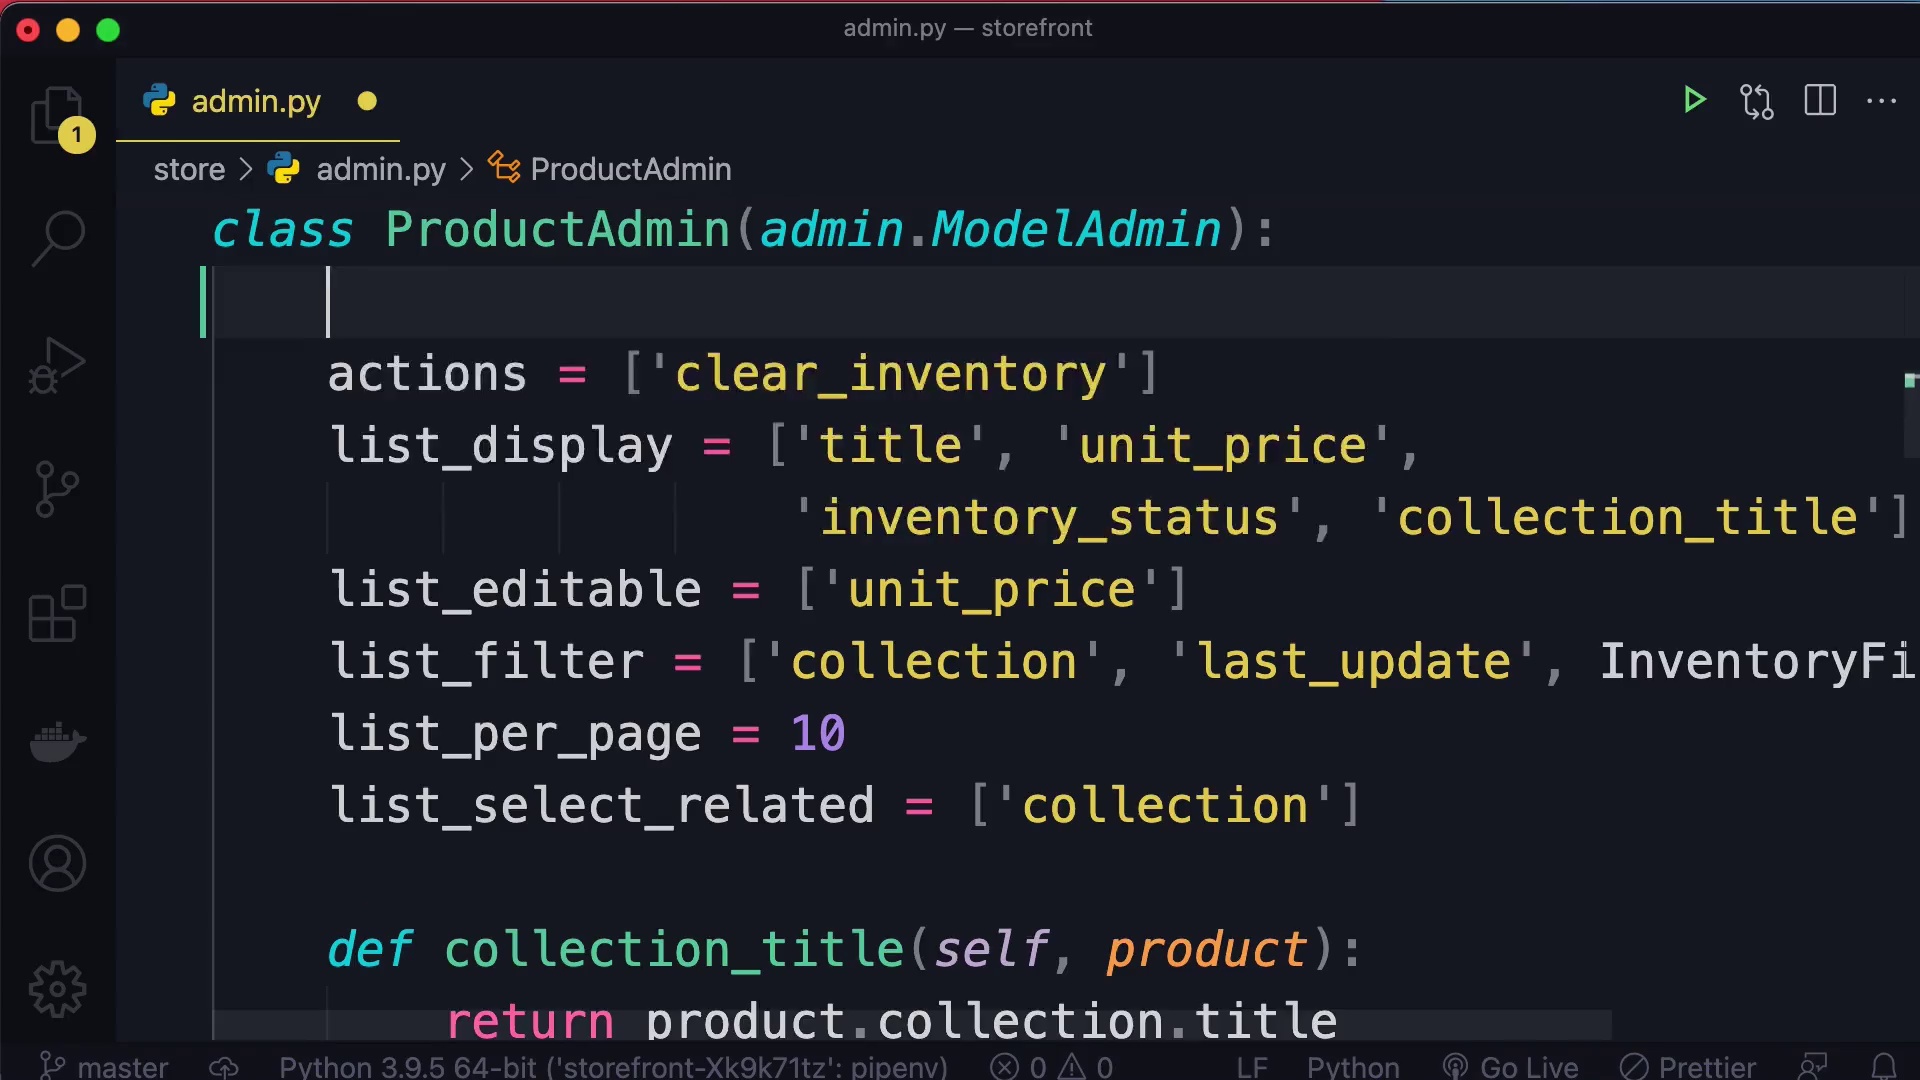 admin.py — storefront
admin.py
1
store > admin.py > ProductAdmin
class ProductAdmin(admin.ModelAdmin):
actions = ['clear_inventory']
list_display = ['title', 'unit_price',
'inventory_status', 'collection_title']
list_editable = ['unit_price']
list_filter = ['collection', 'last_update', InventoryFi
list_per_page = 10
list_select_related = ['collection']
def collection_title(self, product):
return product.collection.title
master Python 3.9.5 64-bit ('storefront-Xk9k71tz': pipenv) 0 0 LF Python Go Live Prettier